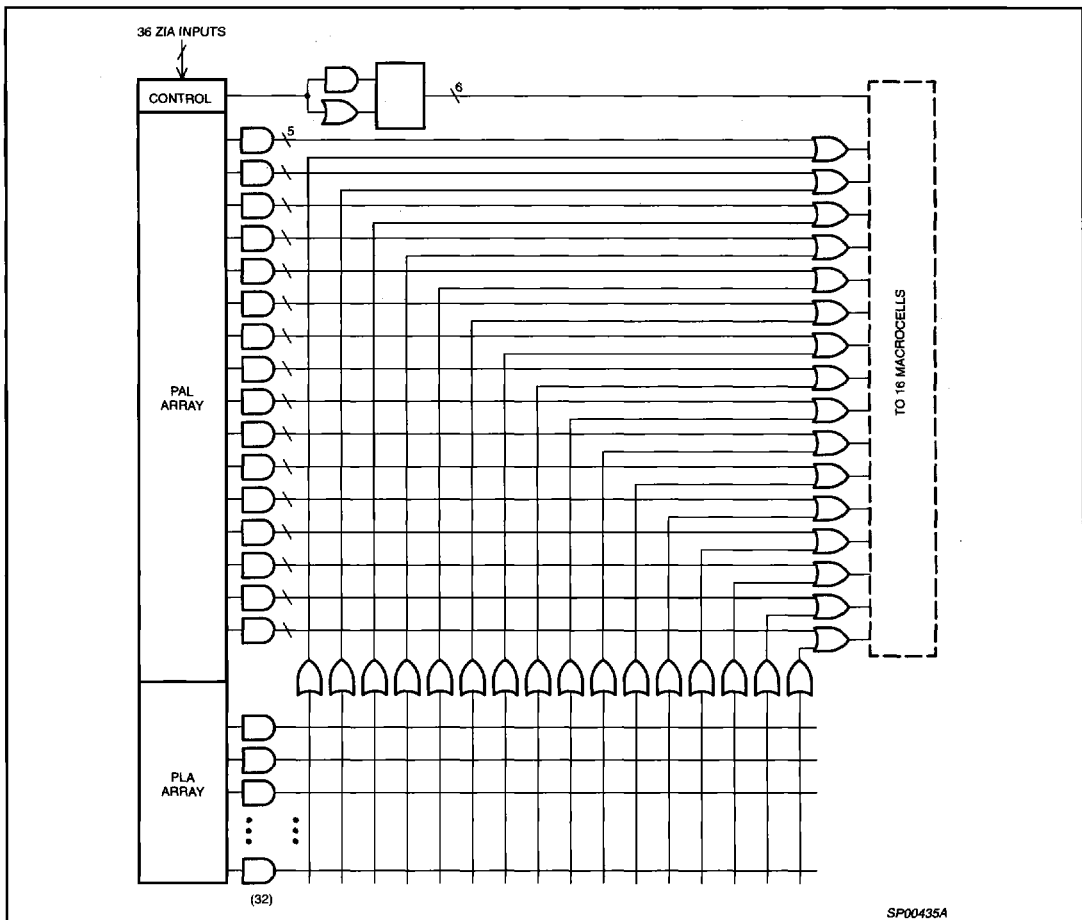 36 ZIA INPUTS
CONTROL
6
5
PAL
ARRAY
TO 16 MACROCELLS
PLA
ARRAY
(32)
SP00435A